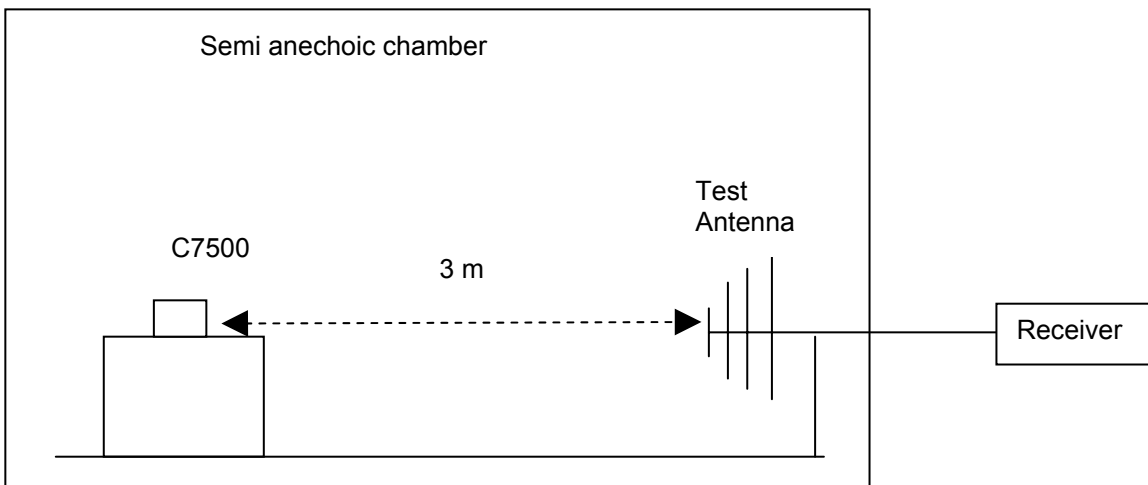 Semi anechoic chamber
Test
Antenna
C7500
3 m
Receiver